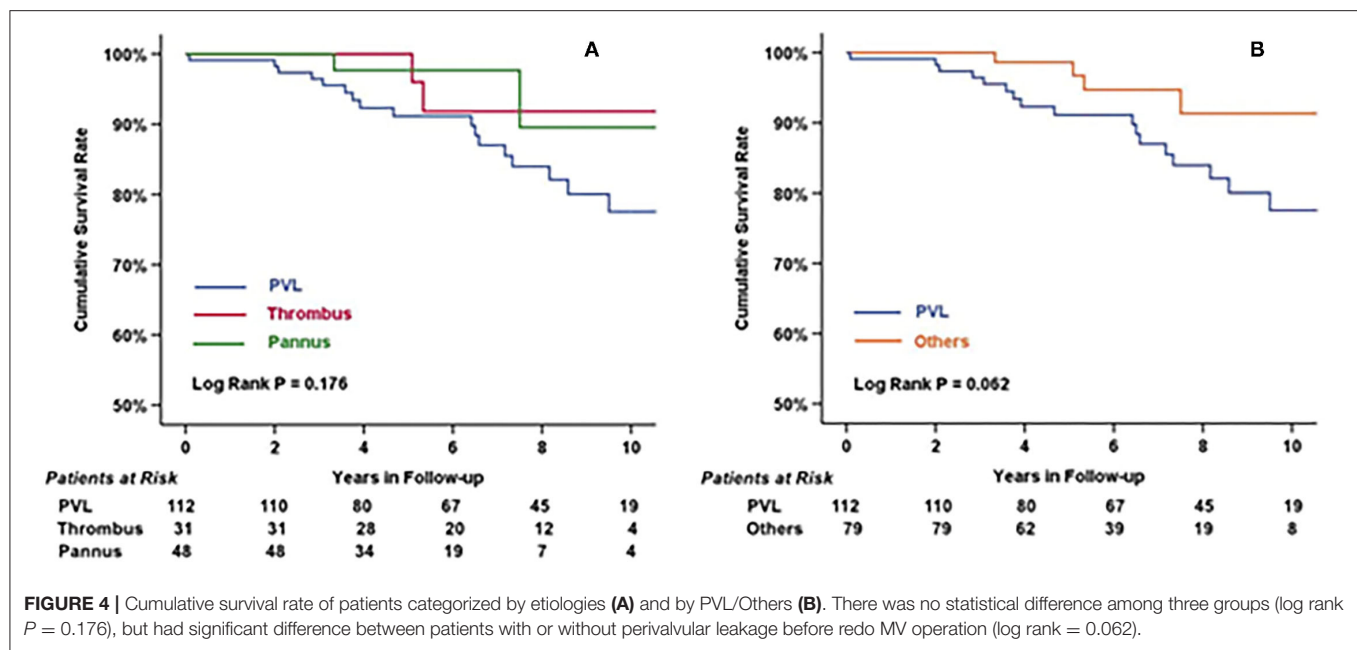 A
100%
90%
80%
70%
60%
50%
Cumulative Survival Rate
PVL
Thrombus
Pannus
Log Rank P = 0.176
0 2 4 6 8 10
Patients at Risk Years in Follow-up
PVL 112 110 80 67 45 19
Thrombus 31 31 28 20 12 4
Pannus 48 48 34 19 7 4
B
100%
90%
80%
70%
60%
50%
Cumulative Survival Rate
PVL
Others
Log Rank P = 0.062
0 2 4 6 8 10
Patients at Risk Years in Follow-up
PVL 112 110 80 67 45 19
Others 79 79 62 39 19 8
FIGURE 4 | Cumulative survival rate of patients categorized by etiologies (A) and by PVL/Others (B). There was no statistical difference among three groups (log rank
P = 0.176), but had significant difference between patients with or without perivalvular leakage before redo MV operation (log rank = 0.062).